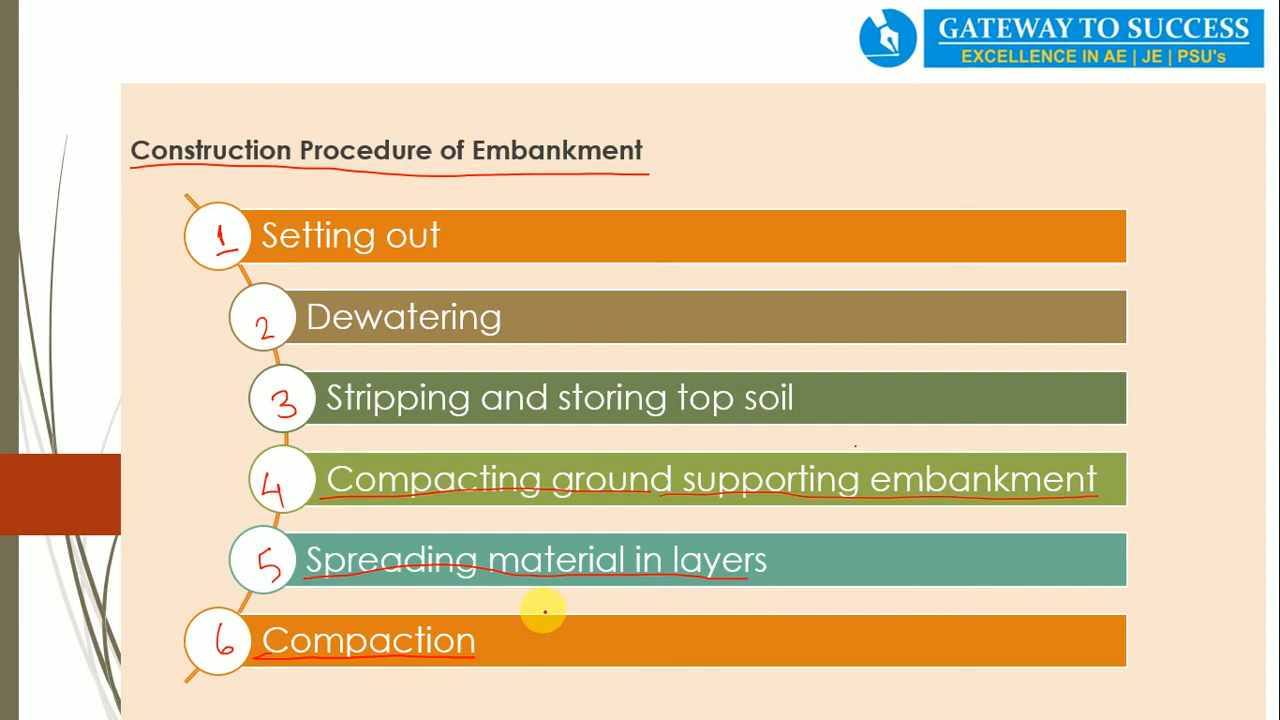 GATEWAY TO SUCCESS
EXCELLENCE IN AE | JE | PSU's
Construction Procedure of Embankment
1 Setting out
2 Dewatering
3 Stripping and storing top soil
4 Compacting ground supporting embankment
5 Spreading material in layers
6 Compaction